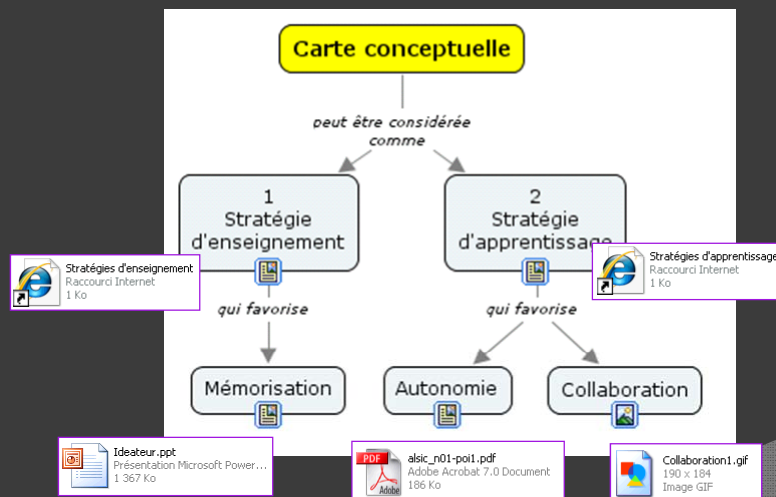 Carte conceptuelle
peut être considérée
comme
1
Stratégie
d'enseignement
2
Stratégie
d'apprentissage
Stratégies d'enseignement
Raccourci Internet
1 Ko
Stratégies d'apprentissage
Raccourci Internet
1 Ko
qui favorise
qui favorise
Mémorisation
Autonomie
Collaboration
Ideateur.ppt
Présentation Microsoft Power...
1 367 Ko
PDF
Adobe
alsic_n01-poi1.pdf
Adobe Acrobat 7.0 Document
186 Ko
Collaboration1.gif
190 x 184
Image GIF